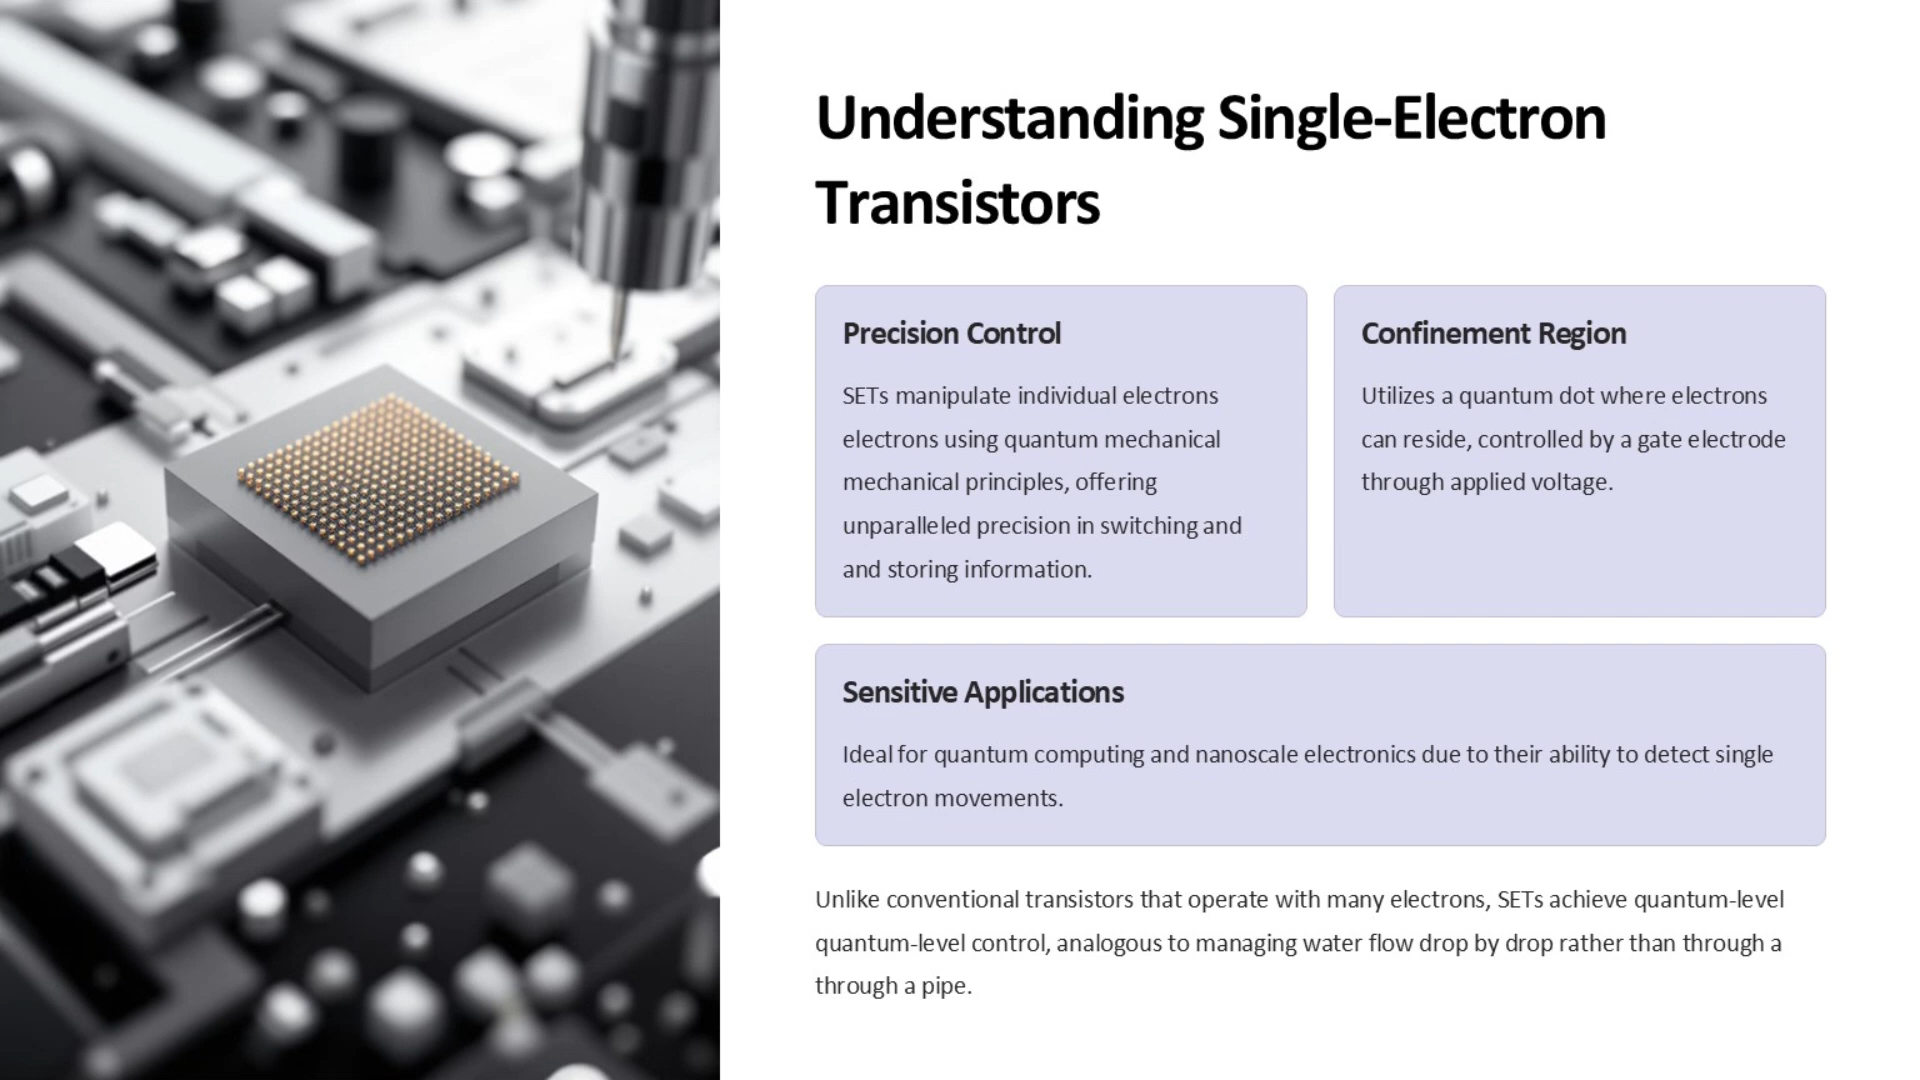 Understanding Single-Electron
Transistors
Precision Control
SETs manipulate individual electrons
electrons using quantum mechanical
mechanical principles, offering
unparalleled precision in switching and
and storing information.
Confinement Region
Utilizes a quantum dot where electrons
can reside, controlled by a gate electrode
through applied voltage.
Sensitive Applications
Ideal for quantum computing and nanoscale electronics due to their ability to detect single
electron movements.
Unlike conventional transistors that operate with many electrons, SETs achieve quantum-level
quantum-level control, analogous to managing water flow drop by drop rather than through a
through a pipe.